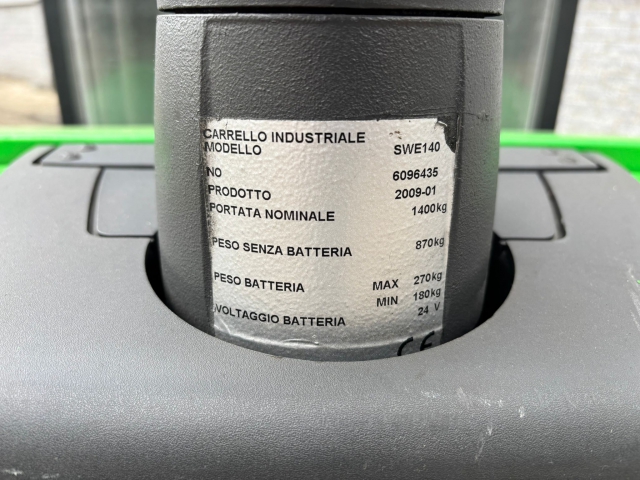 CARRELLO INDUSTRIALE
MODELLO SWE140
NO 6096435
PRODOTTO 2009-01
PORTATA NOMINALE 1400kg
PESO SENZA BATTERIA 870kg
PESO BATTERIA MAX 270kg
MIN 180kg
VOLTAGGIO BATTERIA 24 V
CE